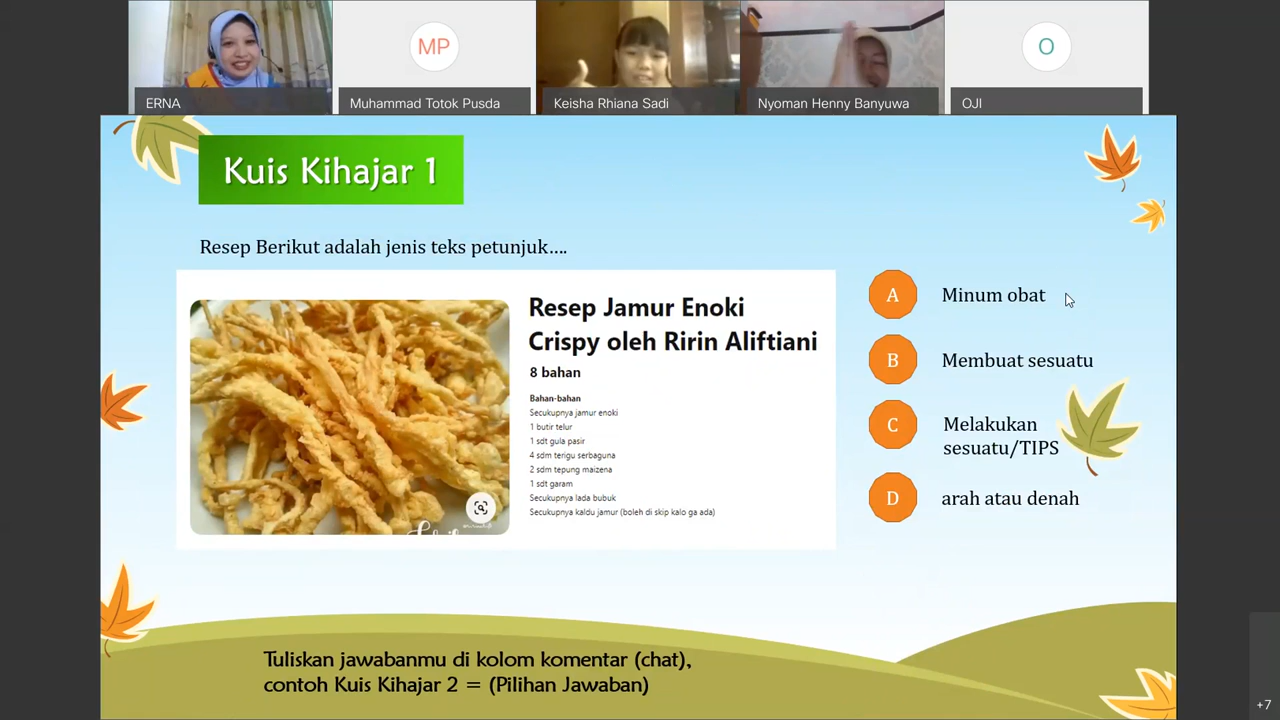 MP
O
ERNA
Muhammad Totok Pusda
Keisha Rhiana Sadi
Nyoman Henny Banyuwa
OJI
Kuis Kihajar 1
Resep Berikut adalah jenis teks petunjuk....
Resep Jamur Enoki
Crispy oleh Ririn Aliftiani
8 bahan
Bahan-bahan
Secukupnya jamur enoki
1 butir telur
1 sdt gula pasir
4 sdm terigu serbaguna
2 sdm tepung maizena
1 sdt garam
Secukupnya lada bubuk
Secukupnya kaldu jamur (boleh di skip kalo ga ada)
A Minum obat
B Membuat sesuatu
C Melakukan
sesuatu/TIPS
D arah atau denah
Tuliskan jawabanmu di kolom komentar (chat),
contoh Kuis Kihajar 2 = (Pilihan Jawaban)
+7